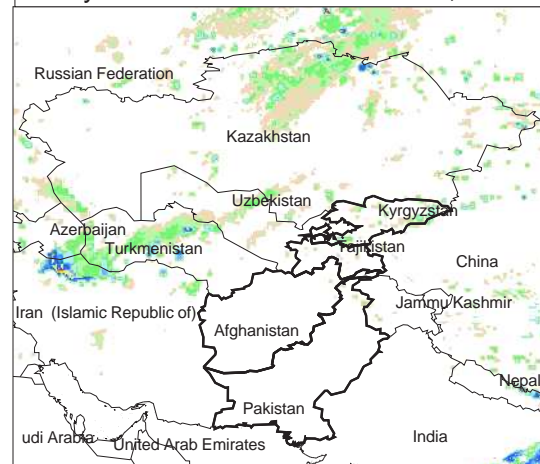 Russian Federation
Kazakhstan
Uzbekistan
Kyrgyzstan
Azerbaijan
Turkmenistan
Tajikistan
China
Jammu Kashmir
Iran (Islamic Republic of)
Afghanistan
Nepal
Pakistan
udi Arabia
United Arab Emirates
India